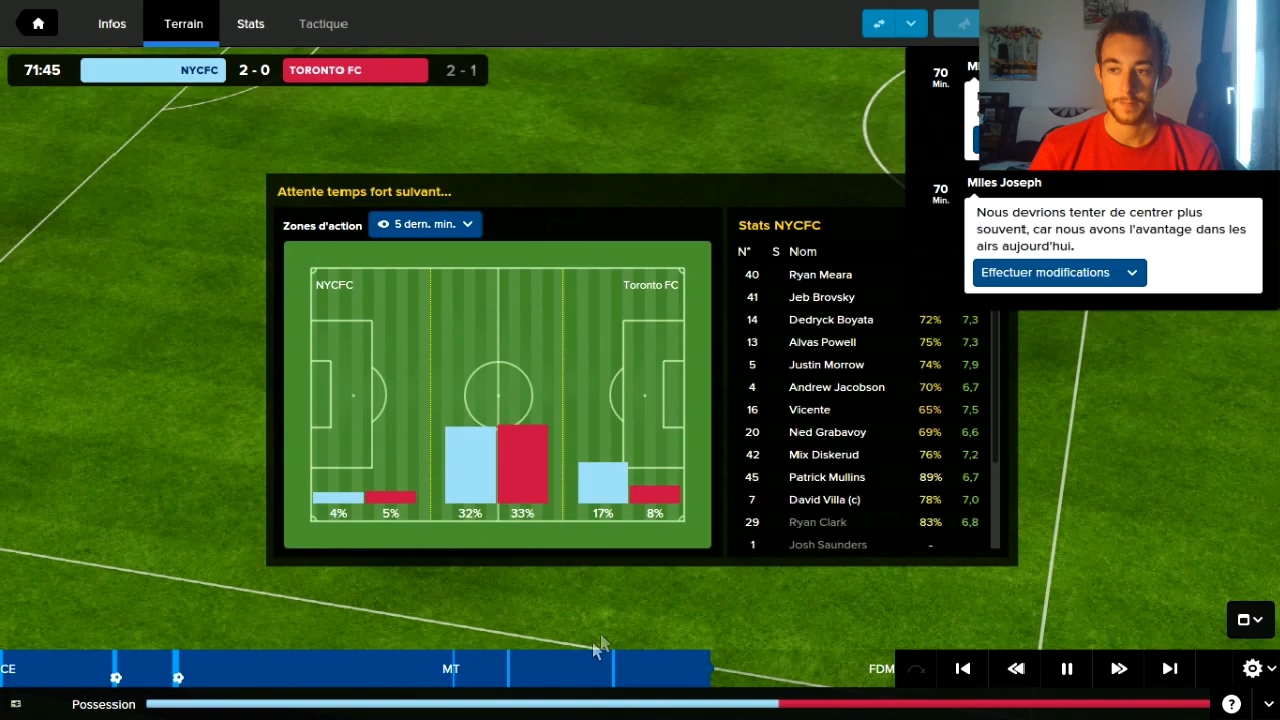 Infos Terrain Stats Tactique
71:45 NYCFC 2 - 0 TORONTO FC 2 - 1
70
Min.
Attente temps fort suivant...
Zones d'action 5 dern. min.
NYCFC Toronto FC
4% 5% 32% 33% 17% 8%
Stats NYCFC
N° S Nom
40 Ryan Meara
41 Jeb Brovsky
14 Dedryck Boyata 72% 7,3
13 Alvas Powell 75% 7,3
5 Justin Morrow 74% 7,9
4 Andrew Jacobson 70% 6,7
16 Vicente 65% 7,5
20 Ned Grabavoy 69% 6,6
42 Mix Diskerud 76% 7,2
45 Patrick Mullins 89% 6,7
7 David Villa (c) 78% 7,0
29 Ryan Clark 83% 6,8
1 Josh Saunders -
70
Min.
Miles Joseph
Nous devrions tenter de centrer plus
souvent, car nous avons l'avantage dans les
airs aujourd'hui.
Effectuer modifications
CE MT FDM
Possession ?